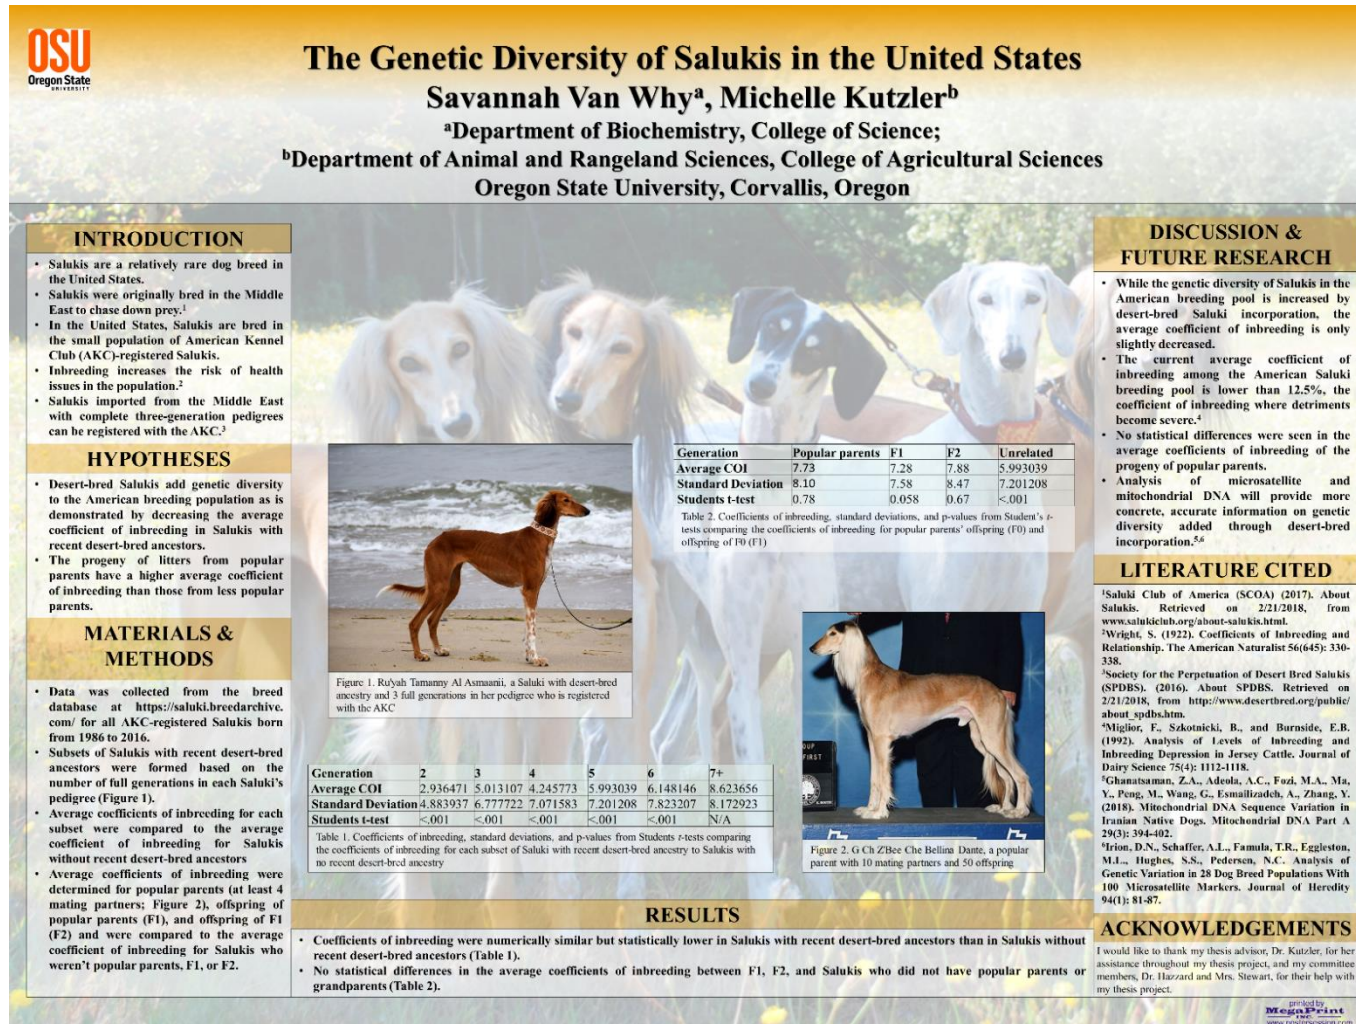 OSU
Oregon State
UNIVERSITY
The Genetic Diversity of Salukis in the United States
Savannah Van Whyᵃ, Michelle Kutzlerᵇ
ᵃDepartment of Biochemistry, College of Science;
ᵇDepartment of Animal and Rangeland Sciences, College of Agricultural Sciences
Oregon State University, Corvallis, Oregon
INTRODUCTION
• Salukis are a relatively rare dog breed in
the United States.
• Salukis were originally bred in the Middle
East to chase down prey.¹
• In the United States, Salukis are bred in
the small population of American Kennel
Club (AKC)-registered Salukis.
• Inbreeding increases the risk of health
issues in the population.²
• Salukis imported from the Middle East
with complete three-generation pedigrees
can be registered with the AKC.³
HYPOTHESES
• Desert-bred Salukis add genetic diversity
to the American breeding population as is
demonstrated by decreasing the average
coefficient of inbreeding in Salukis with
recent desert-bred ancestors.
• The progeny of litters from popular
parents have a higher average coefficient
of inbreeding than those from less popular
parents.
MATERIALS &
METHODS
• Data was collected from the breed
database at https://saluki.breedarchive.
com/ for all AKC-registered Salukis born
from 1986 to 2016.
• Subsets of Salukis with recent desert-bred
ancestors were formed based on the
number of full generations in each Saluki's
pedigree (Figure 1).
• Average coefficients of inbreeding for each
subset were compared to the average
coefficient of inbreeding for Salukis
without recent desert-bred ancestors
• Average coefficients of inbreeding were
determined for popular parents (at least 4
mating partners; Figure 2), offspring of
popular parents (F1), and offspring of F1
(F2) and were compared to the average
coefficient of inbreeding for Salukis who
weren't popular parents, F1, or F2.
Figure 1. Ru'yah Tamanny Al Asmaanii, a Saluki with desert-bred
ancestry and 3 full generations in her pedigree who is registered
with the AKC
Generation 2 3 4 5 6 7+
Average COI 2.936471 5.013107 4.245773 5.993039 6.148146 8.623656
Standard Deviation 4.883937 6.777722 7.071583 7.201208 7.823207 8.172923
Students t-test <.001 <.001 <.001 <.001 <.001 N/A
Table 1. Coefficients of inbreeding, standard deviations, and p-values from Students t-tests comparing
the coefficients of inbreeding for each subset of Saluki with recent desert-bred ancestry to Salukis with
no recent desert-bred ancestry
Generation Popular parents F1 F2 Unrelated
Average COI 7.73 7.28 7.88 5.993039
Standard Deviation 8.10 7.58 8.47 7.201208
Students t-test 0.78 0.058 0.67 <.001
Table 2. Coefficients of inbreeding, standard deviations, and p-values from Student's t-
tests comparing the coefficients of inbreeding for popular parents' offspring (F0) and
offspring of F0 (F1)
FIRST
Figure 2. G Ch Z'Bee Che Bellina Dante, a popular
parent with 10 mating partners and 50 offspring
RESULTS
• Coefficients of inbreeding were numerically similar but statistically lower in Salukis with recent desert-bred ancestors than in Salukis without
recent desert-bred ancestors (Table 1).
• No statistical differences in the average coefficients of inbreeding between F1, F2, and Salukis who did not have popular parents or
grandparents (Table 2).
DISCUSSION &
FUTURE RESEARCH
• While the genetic diversity of Salukis in the
American breeding pool is increased by
desert-bred Saluki incorporation, the
average coefficient of inbreeding is only
slightly decreased.
• The current average coefficient of
inbreeding among the American Saluki
breeding pool is lower than 12.5%, the
coefficient of inbreeding where detriments
become severe.⁴
• No statistical differences were seen in the
average coefficients of inbreeding of the
progeny of popular parents.
• Analysis of microsatellite and
mitochondrial DNA will provide more
concrete, accurate information on genetic
diversity added through desert-bred
incorporation.⁵,⁶
LITERATURE CITED
¹Saluki Club of America (SCOA) (2017). About
Salukis. Retrieved on 2/21/2018, from
www.salukiclub.org/about-salukis.html.
²Wright, S. (1922). Coefficients of Inbreeding and
Relationship. The American Naturalist 56(645): 330-
338.
³Society for the Perpetuation of Desert Bred Salukis
(SPDBS). (2016). About SPDBS. Retrieved on
2/21/2018, from http://www.desertbred.org/public/
about_spdbs.htm.
⁴Miglior, F., Szkotnicki, B., and Burnside, E.B.
(1992). Analysis of Levels of Inbreeding and
Inbreeding Depression in Jersey Cattle. Journal of
Dairy Science 75(4): 1112-1118.
⁵Ghanatsaman, Z.A., Adeola, A.C., Fozi, M.A., Ma,
Y., Peng, M., Wang, G., Esmailizadeh, A., Zhang, Y.
(2018). Mitochondrial DNA Sequence Variation in
Iranian Native Dogs. Mitochondrial DNA Part A
29(3): 394-402.
⁶Irion, D.N., Schaffer, A.L., Famula, T.R., Eggleston,
M.L., Hughes, S.S., Pedersen, N.C. Analysis of
Genetic Variation in 28 Dog Breed Populations With
100 Microsatellite Markers. Journal of Heredity
94(1): 81-87.
ACKNOWLEDGEMENTS
I would like to thank my thesis advisor, Dr. Kutzler, for her
assistance throughout my thesis project, and my committee
members, Dr. Hazzard and Mrs. Stewart, for their help with
my thesis project.
printed by
MegaPrint
INC.
www.postersession.com